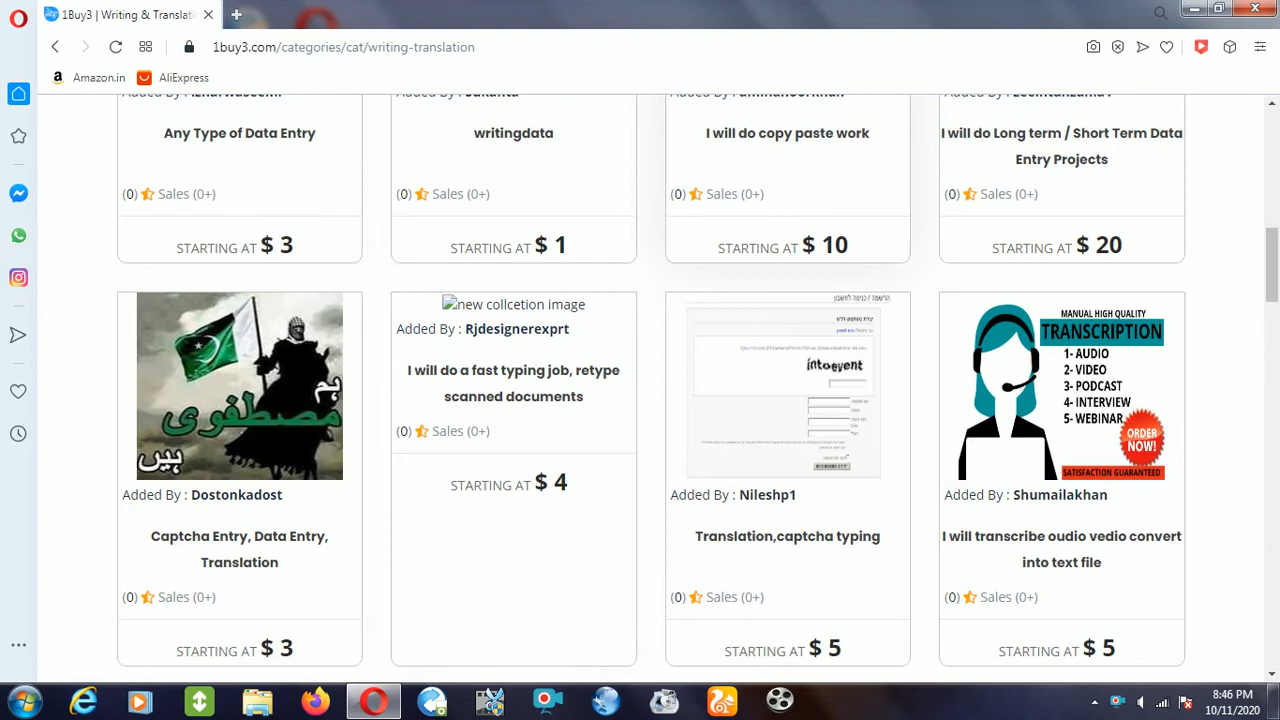 1Buy3 | Writing & Translati
1buy3.com/categories/cat/writing-translation
Amazon.in
AliExpress
Any Type of Data Entry
(0) Sales (0+)
STARTING AT $ 3
writingdata
(0) Sales (0+)
STARTING AT $ 1
I will do copy paste work
(0) Sales (0+)
STARTING AT $ 10
I will do Long term / Short Term Data
Entry Projects
(0) Sales (0+)
STARTING AT $ 20
مصطفوی
ہیں
Added By : Dostonkadost
Captcha Entry, Data Entry,
Translation
(0) Sales (0+)
STARTING AT $ 3
new collcetion image
Added By : Rjdesignerexprt
I will do a fast typing job, retype
scanned documents
(0) Sales (0+)
STARTING AT $ 4
הרשמה / כניסה לחשבון
intoevent
Added By : Nileshp1
Translation,captcha typing
(0) Sales (0+)
STARTING AT $ 5
MANUAL HIGH QUALITY
TRANSCRIPTION
1- AUDIO
2- VIDEO
3- PODCAST
4- INTERVIEW
5- WEBINAR
ORDER
NOW!
SATISFACTION GUARANTEED
Added By : Shumailakhan
I will transcribe oudio vedio convert
into text file
(0) Sales (0+)
STARTING AT $ 5
8:46 PM
10/11/2020